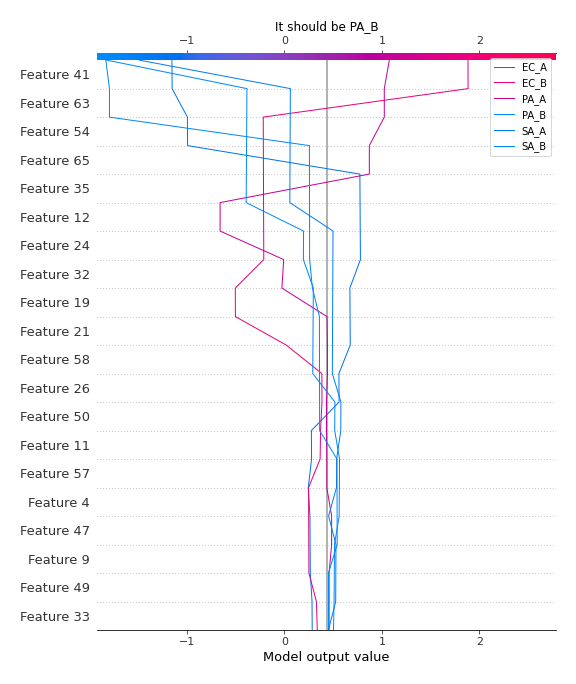 It should be PA_B
−1 0 1 2
EC_A
EC_B
PA_A
PA_B
SA_A
SA_B
Feature 41
Feature 63
Feature 54
Feature 65
Feature 35
Feature 12
Feature 24
Feature 32
Feature 19
Feature 21
Feature 58
Feature 26
Feature 50
Feature 11
Feature 57
Feature 4
Feature 47
Feature 9
Feature 49
Feature 33
−1 0 1 2
Model output value